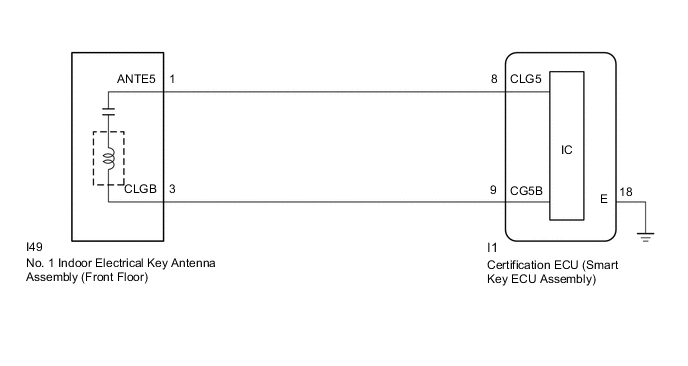 ANTE5 1 8 CLG5
IC
CLGB 3 9 CG5B 18
E
I49 I1
No. 1 Indoor Electrical Key Antenna
Assembly (Front Floor)
Certification ECU (Smart
Key ECU Assembly)